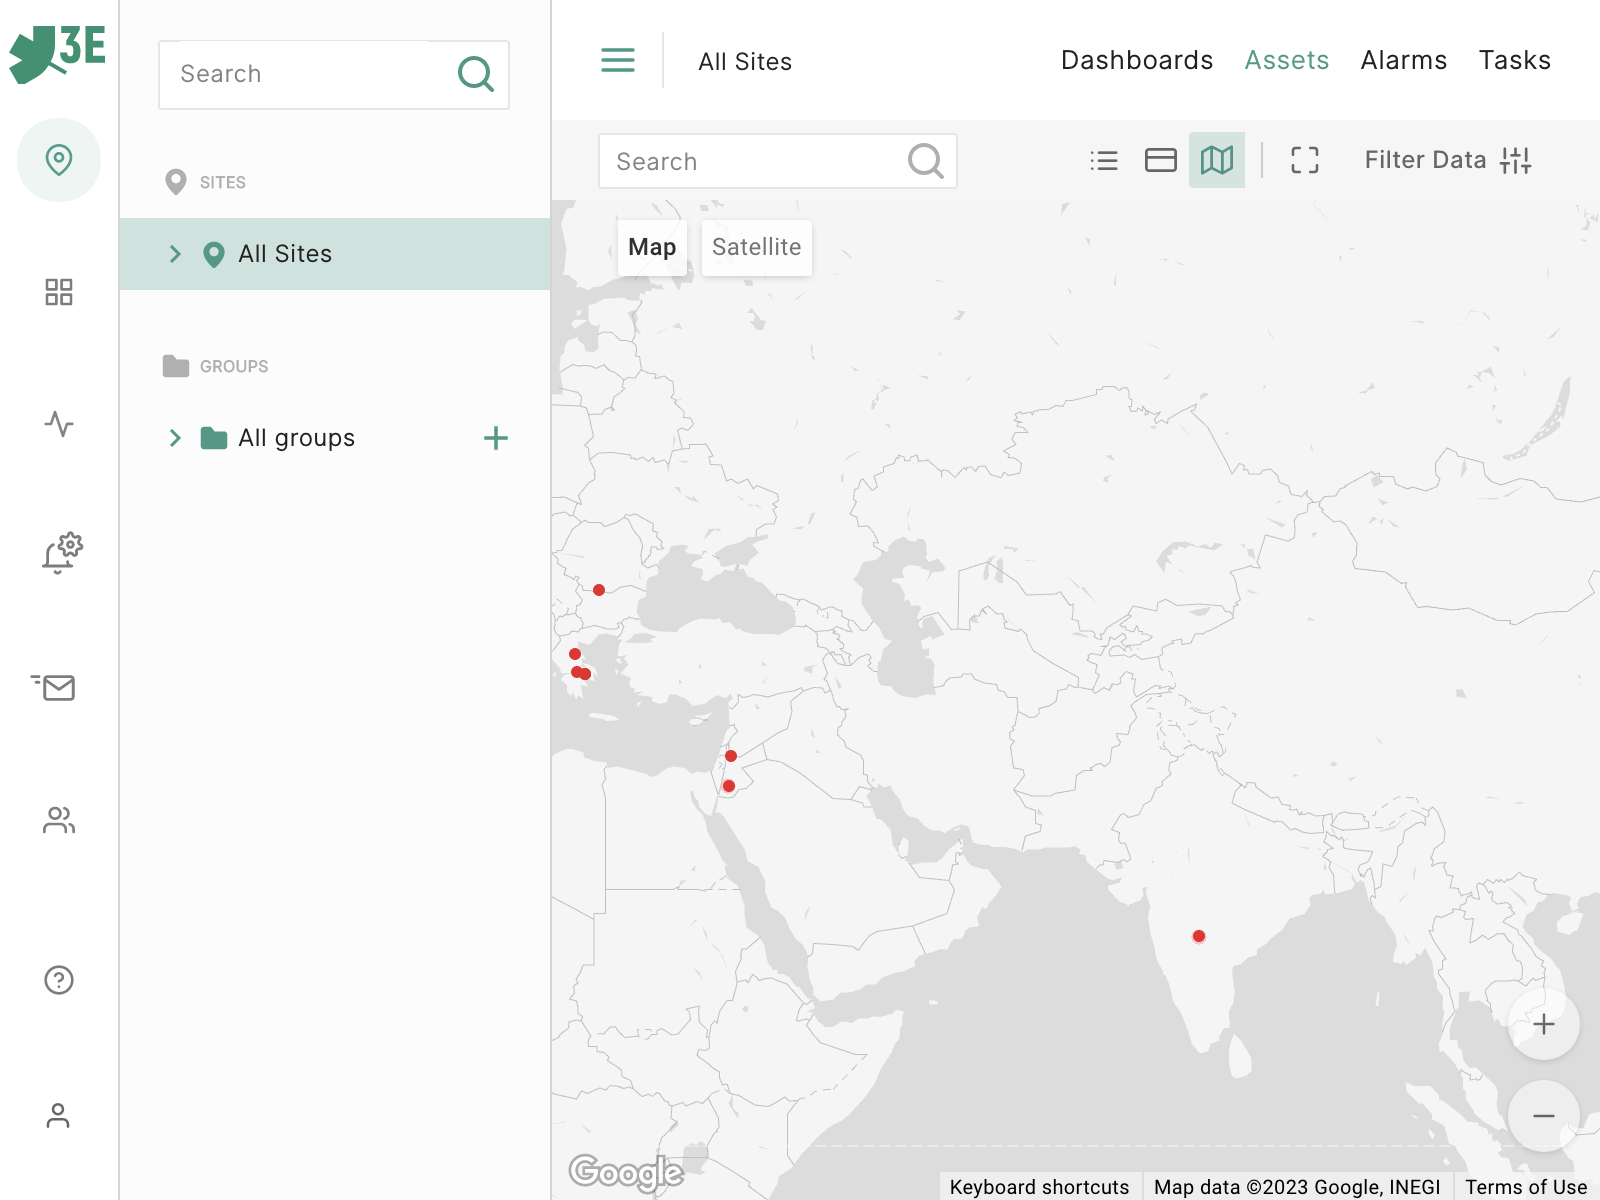 3E
Search
SITES
All Sites
GROUPS
All groups
All Sites
Dashboards
Assets
Alarms
Tasks
Search
Filter Data
Map
Satellite
Google
Keyboard shortcuts
Map data ©2023 Google, INEGI
Terms of Use